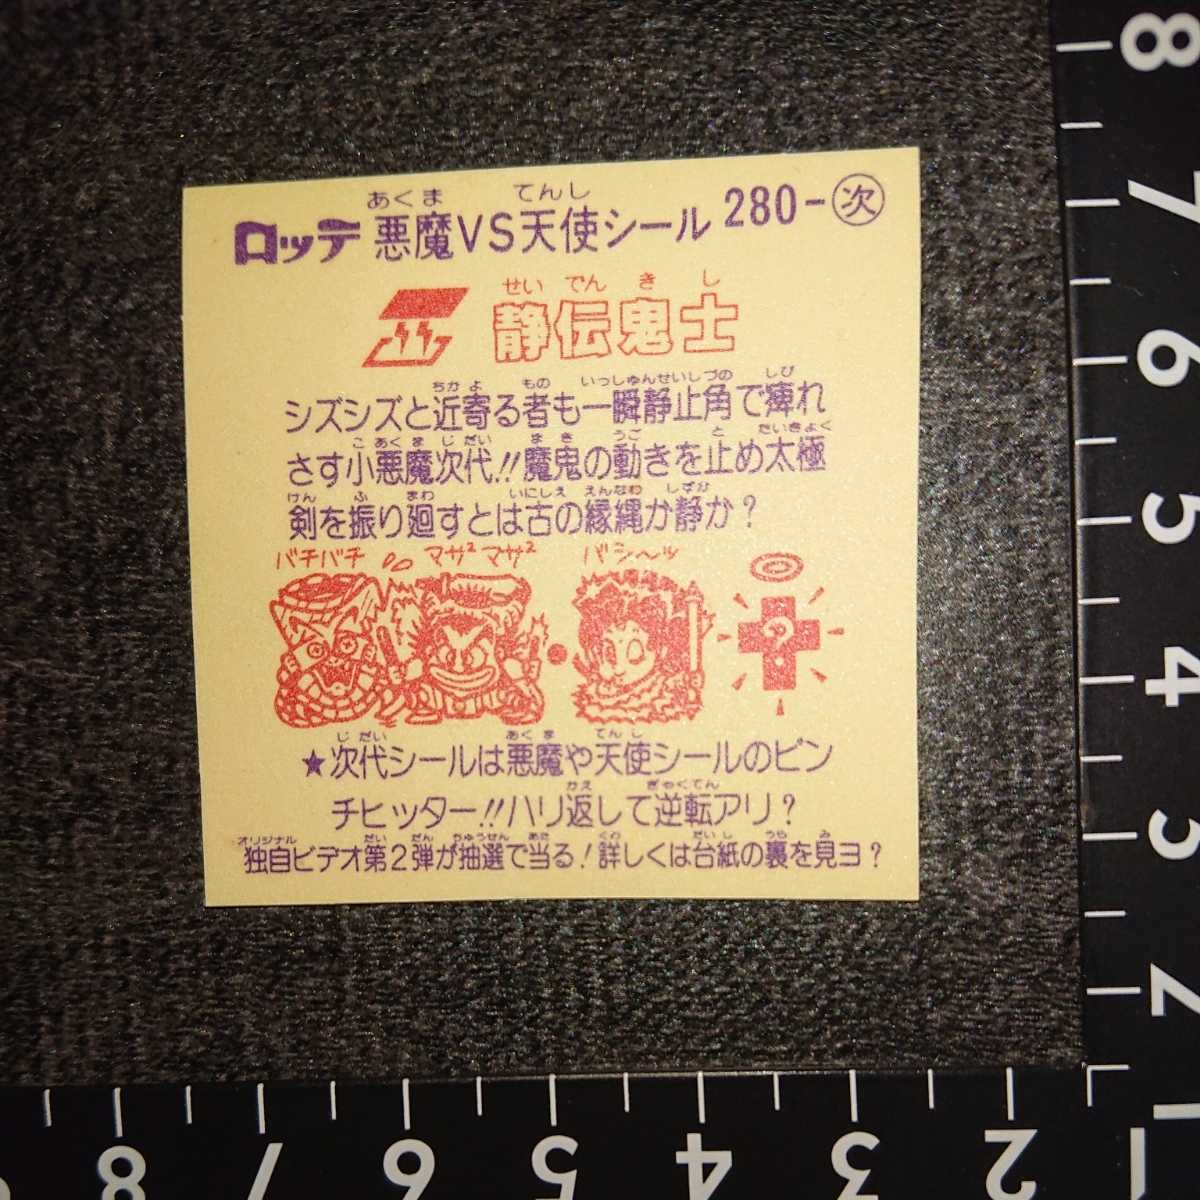 あくま てんし
ロッテ 悪魔VS天使シール 280-次
せいでんきし
静伝鬼士
ちかよ もの いっしゅんせいしづの しび
シズシズと近寄る者も一瞬静止角で痺れ
こあくまじだい まき うご と たいきょく
さす小悪魔次代!!魔鬼の動きを止め太極
けん ふ まわ いにしえ えんなわ しずか
剣を振り廻すとは古の縁縄か静か?
バチバチ マサ² マサ² バシ〜ッ
?
じだい あくま てんし
★次代シールは悪魔や天使シールのピン
かえ ぎゃくてん
チヒッター!!ハリ返して逆転アリ?
オリジナル だい だん ちゅうせん あた くわ だいし うら み
独自ビデオ第2弾が抽選で当る!詳しくは台紙の裏を見ヨ?
8
7
6
5
4
3
2
1
8 7 6 5 4 3 2 1